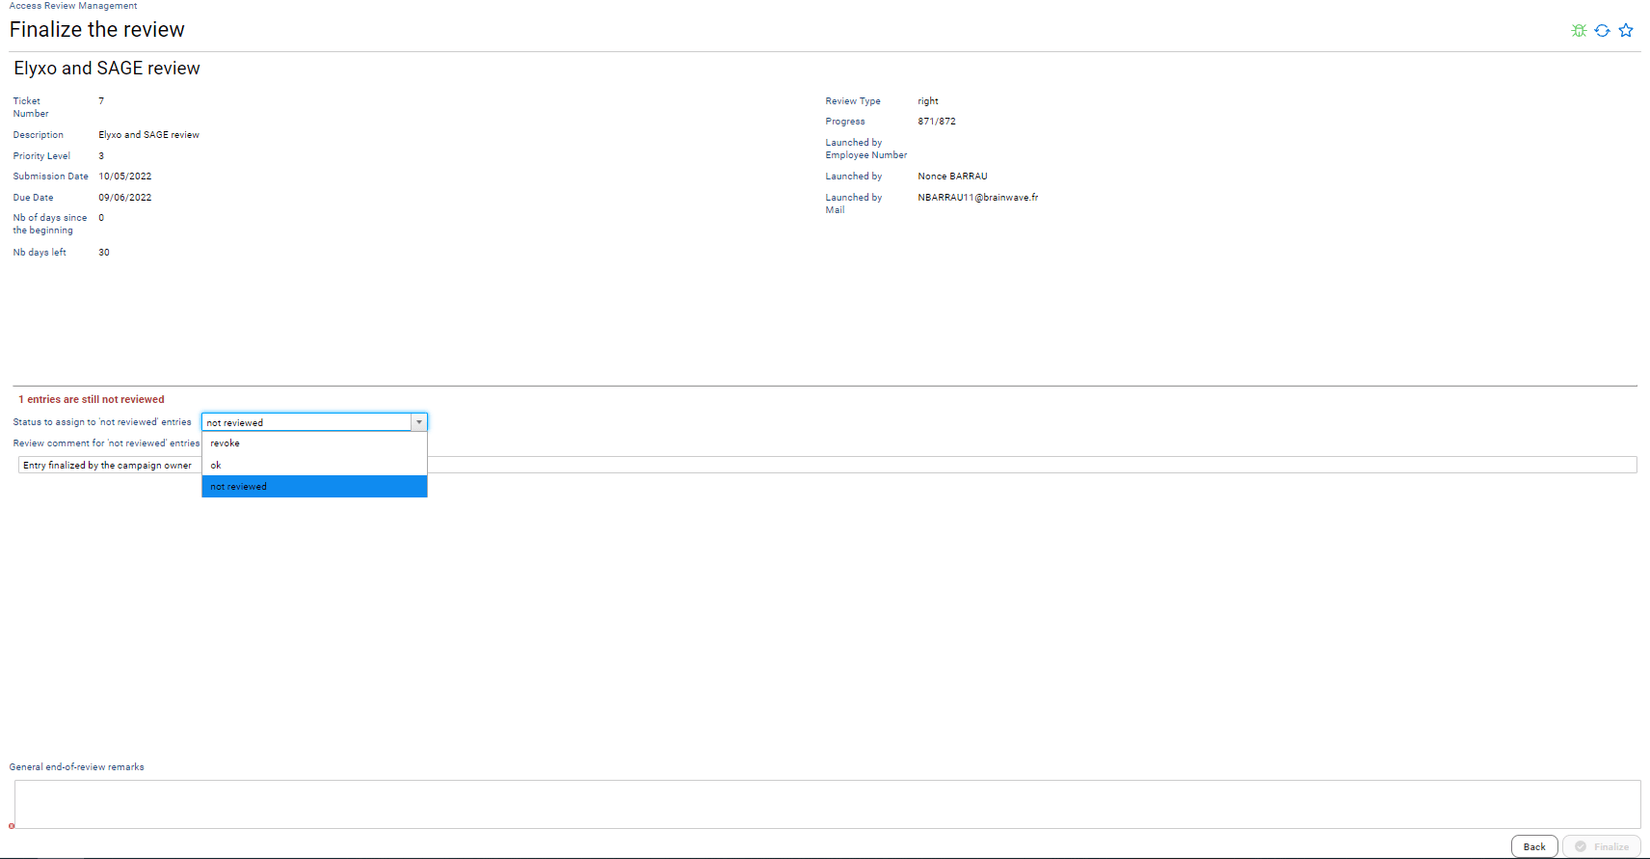 Access Review Management
Finalize the review
Elyxo and SAGE review
Ticket Number 7
Description Elyxo and SAGE review
Priority Level 3
Submission Date 10/05/2022
Due Date 09/06/2022
Nb of days since the beginning 0
Nb days left 30
Review Type right
Progress 871/872
Launched by Employee Number
Launched by Nonce BARRAU
Launched by Mail NBARRAU11@brainwave.fr
1 entries are still not reviewed
Status to assign to 'not reviewed' entries not reviewed
Review comment for 'not reviewed' entries revoke
Entry finalized by the campaign owner ok
not reviewed
General end-of-review remarks
Back Finalize